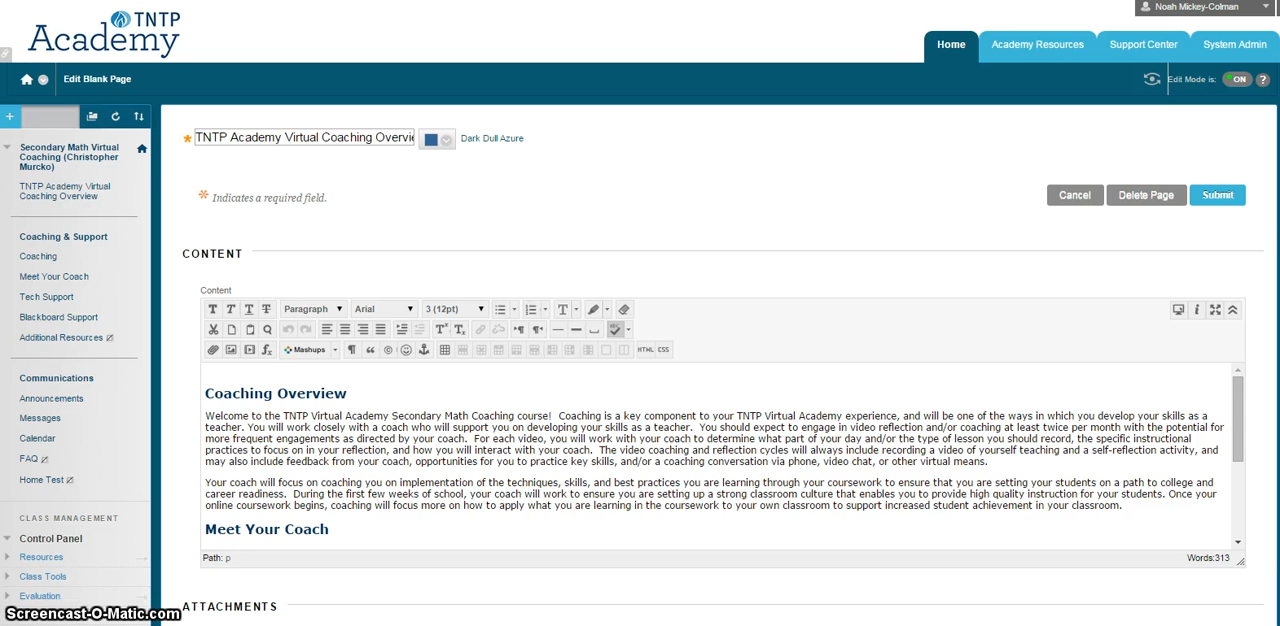 Noah Mickey-Colman
TNTP
Academy
Home
Academy Resources
Support Center
System Admin
Edit Blank Page
Edit Mode is:
ON
?
Secondary Math Virtual
Coaching (Christopher
Murcko)
TNTP Academy Virtual
Coaching Overview
Coaching & Support
Coaching
Meet Your Coach
Tech Support
Blackboard Support
Additional Resources
Communications
Announcements
Messages
Calendar
FAQ
Home Test
CLASS MANAGEMENT
Control Panel
Resources
Class Tools
Evaluation
TNTP Academy Virtual Coaching Overvie
Dark Dull Azure
Indicates a required field.
Cancel
Delete Page
Submit
CONTENT
Content
Paragraph
Arial
3 (12pt)
Mashups
HTML
CSS
Coaching Overview
Welcome to the TNTP Virtual Academy Secondary Math Coaching course! Coaching is a key component to your TNTP Virtual Academy experience, and will be one of the ways in which you develop your skills as a
teacher. You will work closely with a coach who will support you on developing your skills as a teacher. You should expect to engage in video reflection and/or coaching at least twice per month with the potential for
more frequent engagements as directed by your coach. For each video, you will work with your coach to determine what part of your day and/or the type of lesson you should record, the specific instructional
practices to focus on in your reflection, and how you will interact with your coach. The video coaching and reflection cycles will always include recording a video of yourself teaching and a self-reflection activity, and
may also include feedback from your coach, opportunities for you to practice key skills, and/or a coaching conversation via phone, video chat, or other virtual means.
Your coach will focus on coaching you on implementation of the techniques, skills, and best practices you are learning through your coursework to ensure that you are setting your students on a path to college and
career readiness. During the first few weeks of school, your coach will work to ensure you are setting up a strong classroom culture that enables you to provide high quality instruction for your students. Once your
online coursework begins, coaching will focus more on how to apply what you are learning in the coursework to your own classroom to support increased student achievement in your classroom.
Meet Your Coach
Path: p
Words:313
ATTACHMENTS
Screencast-O-Matic.com